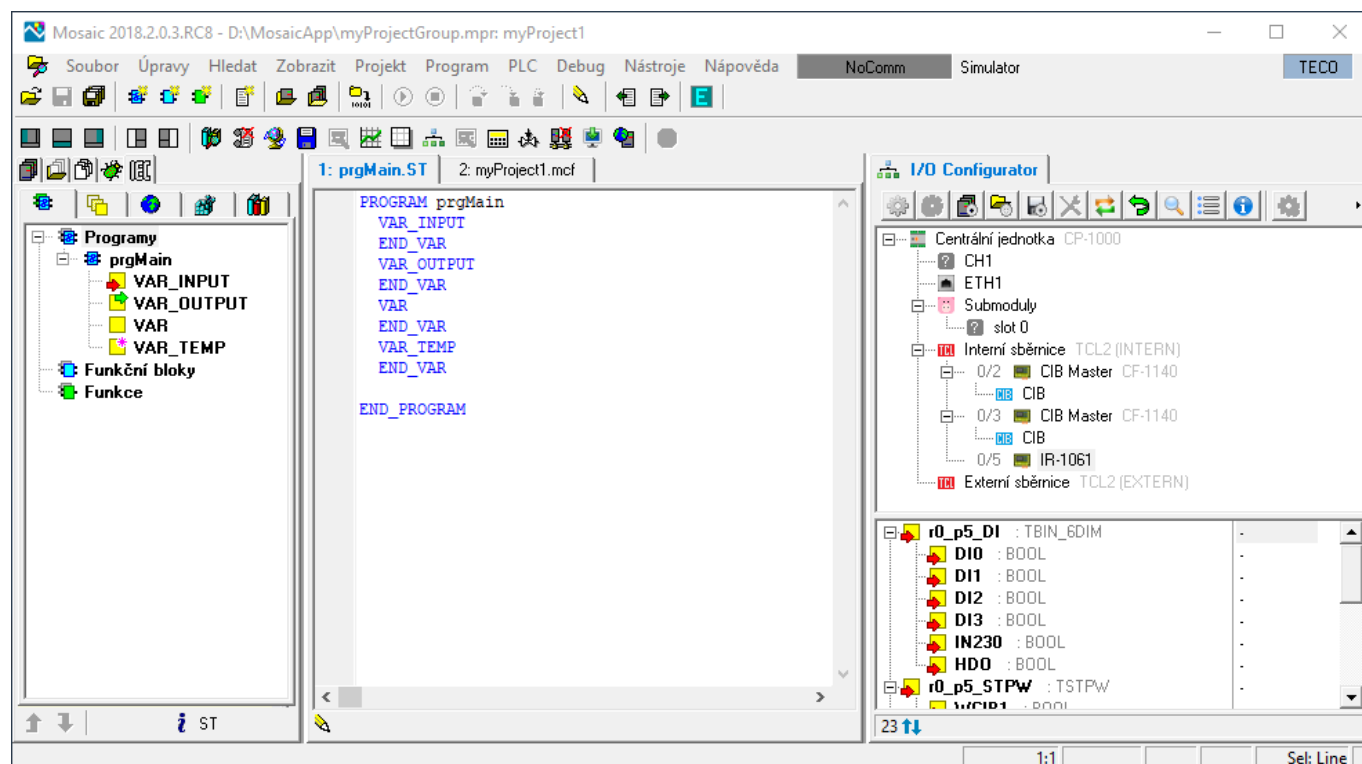 Mosaic 2018.2.0.3.RC8 - D:\MosaicApp\myProjectGroup.mpr: myProject1
Soubor Úpravy Hledat Zobrazit Projekt Program PLC Debug Nástroje Nápověda NoComm Simulator TECO
E
1: prgMain.ST 2: myProject1.mcf
I/O Configurator
Programy
prgMain
VAR_INPUT
VAR_OUTPUT
VAR
VAR_TEMP
Funkční bloky
Funkce
ST
PROGRAM prgMain
VAR_INPUT
END_VAR
VAR_OUTPUT
END_VAR
VAR
END_VAR
VAR_TEMP
END_VAR
END_PROGRAM
Centrální jednotka CP-1000
CH1
ETH1
Submoduly
slot 0
TCL Interní sběrnice TCL2 (INTERN)
0/2 CIB Master CF-1140
CIB CIB
0/3 CIB Master CF-1140
CIB CIB
0/5 IR-1061
TCL Externí sběrnice TCL2 (EXTERN)
r0_p5_DI : TBIN_6DIM -
DI0 : BOOL -
DI1 : BOOL -
DI2 : BOOL -
DI3 : BOOL -
IN230 : BOOL -
HDO : BOOL -
r0_p5_STPW : TSTPW -
23
1:1 Sel: Line